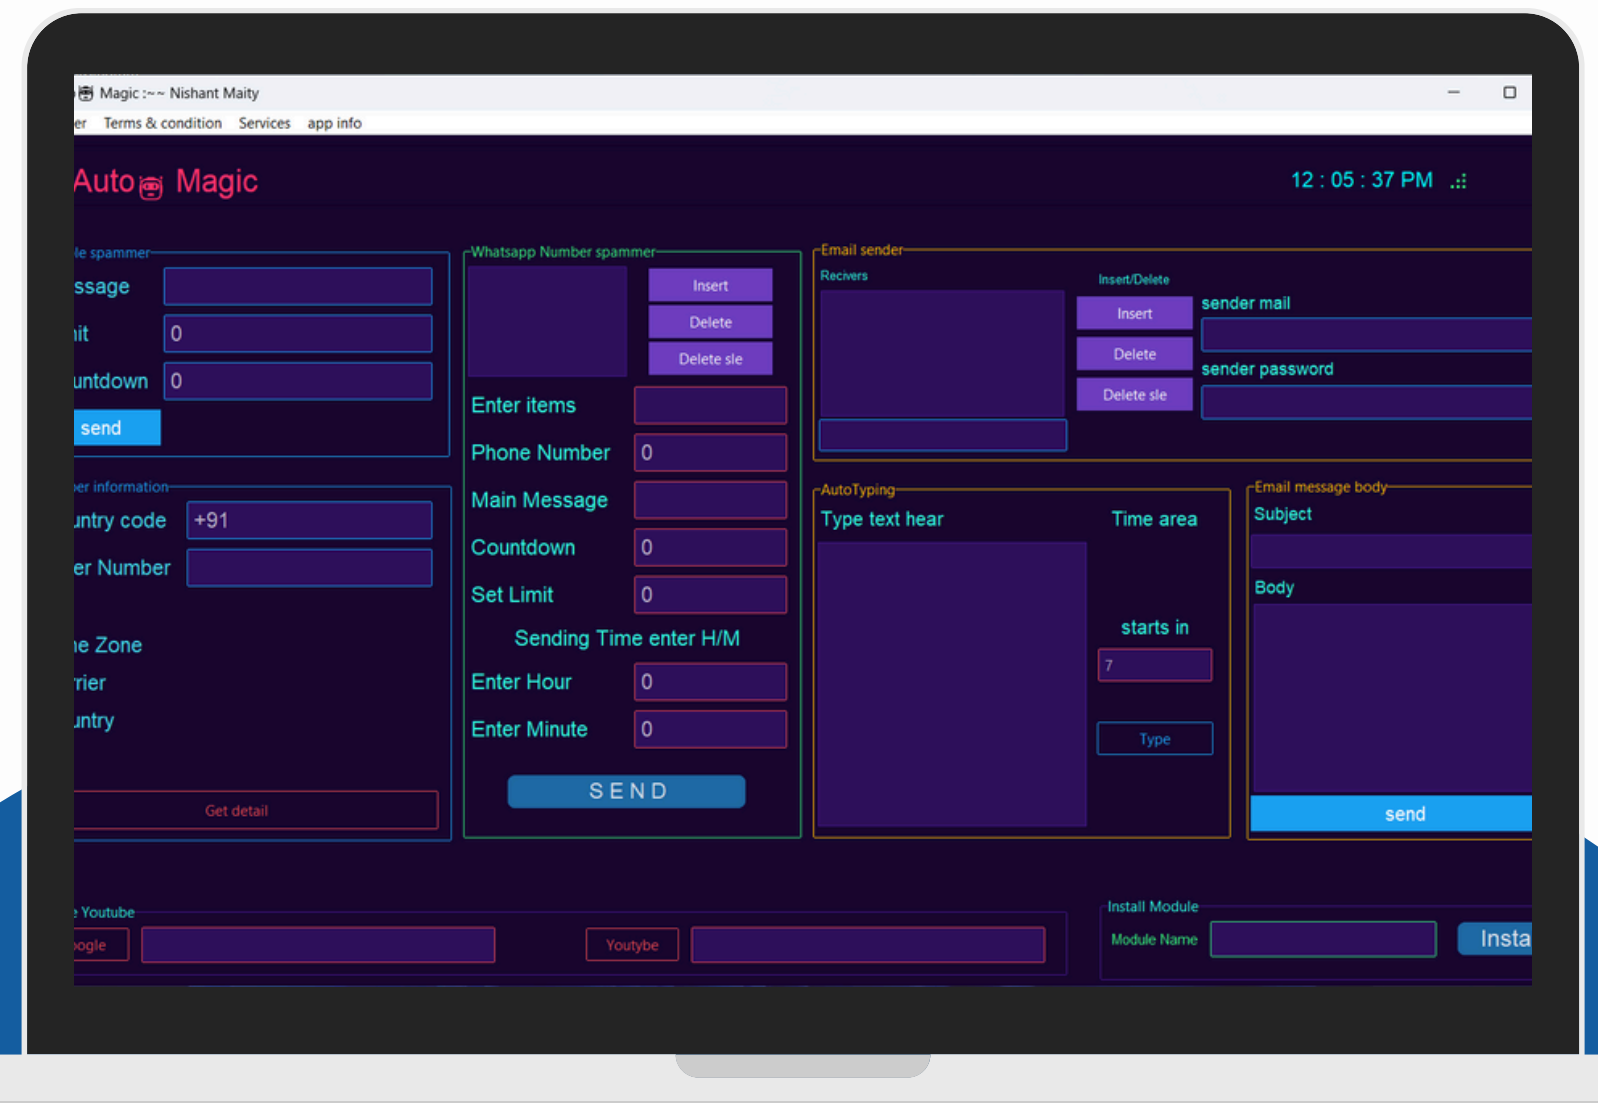 Magic :~~ Nishant Maity
er Terms & condition Services app info
Auto Magic
12 : 05 : 37 PM
le spammer
ssage
it 0
untdown 0
send
er information
untry code +91
er Number
e Zone
rrier
untry
Get detail
Whatsapp Number spammer
Insert
Delete
Delete sle
Enter items
Phone Number 0
Main Message
Countdown 0
Set Limit 0
Sending Time enter H/M
Enter Hour 0
Enter Minute 0
SEND
Email sender
Recivers
Insert/Delete
Insert
Delete
Delete sle
sender mail
sender password
AutoTyping
Type text hear
Time area
starts in
7
Type
Email message body
Subject
Body
send
e Youtube
oogle
Youtybe
Install Module
Module Name
Insta